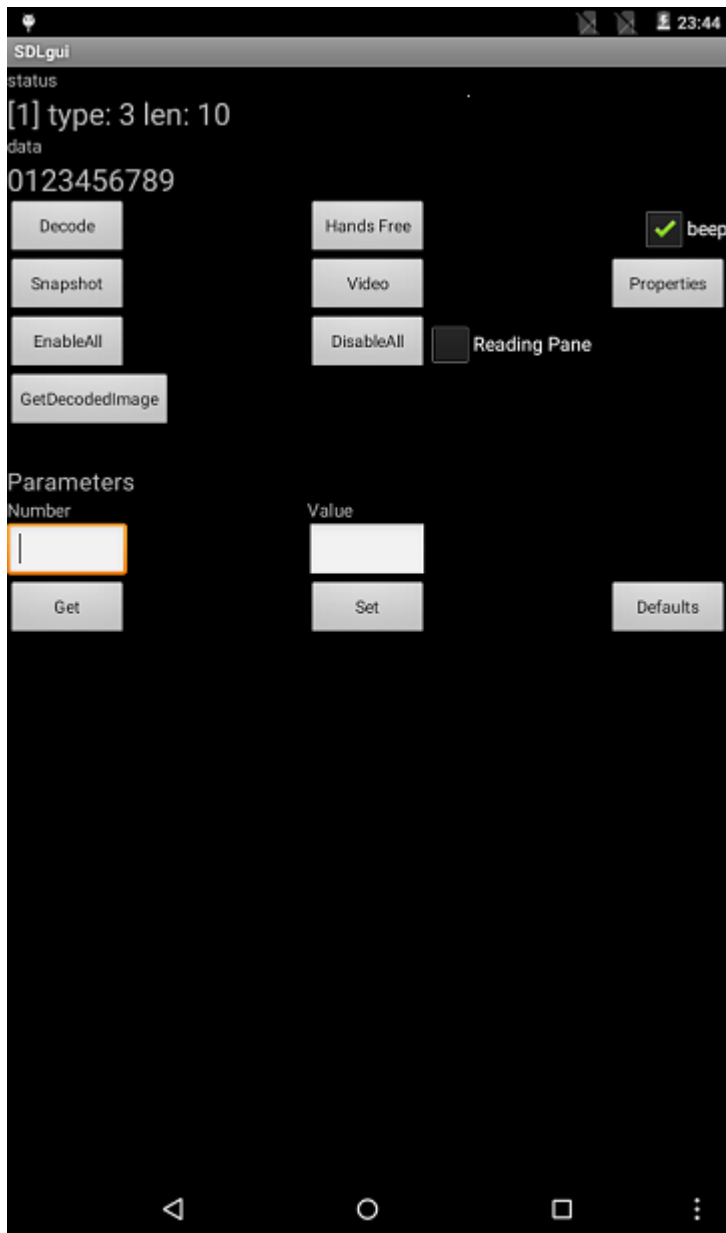 23:44
SDLgui
status
[1] type: 3 len: 10
data
0123456789
Decode Hands Free beep
Snapshot Video Properties
EnableAll DisableAll Reading Pane
GetDecodedImage
Parameters
Number Value
Get Set Defaults